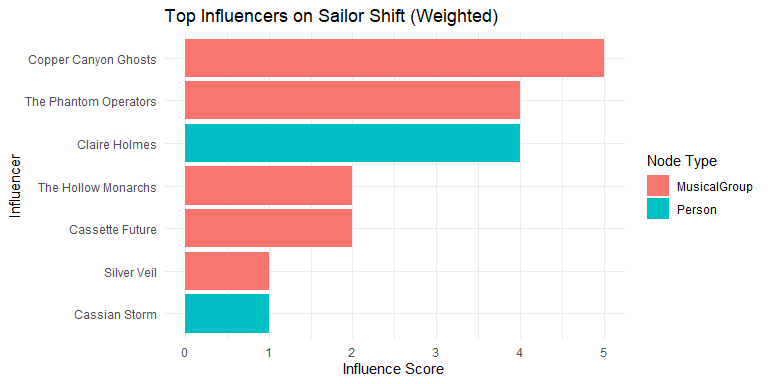 Top Influencers on Sailor Shift (Weighted)
Influencer
Copper Canyon Ghosts
The Phantom Operators
Claire Holmes
The Hollow Monarchs
Cassette Future
Silver Veil
Cassian Storm
0 1 2 3 4 5
Influence Score
Node Type
MusicalGroup
Person